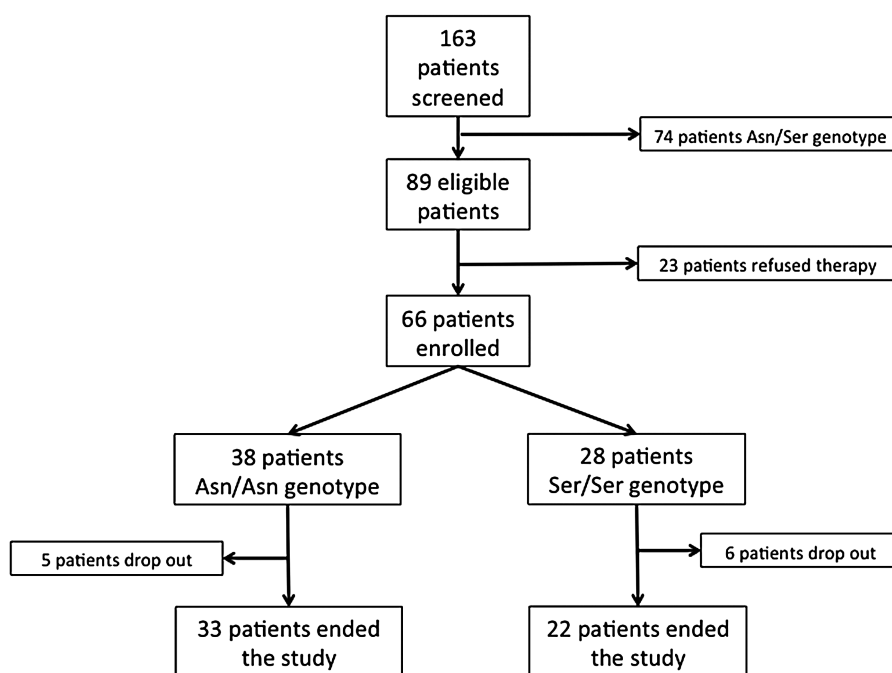 163
patients
screened
74 patients Asn/Ser genotype
89 eligible
patients
23 patients refused therapy
66 patients
enrolled
38 patients
Asn/Asn genotype
28 patients
Ser/Ser genotype
5 patients drop out
6 patients drop out
33 patients ended
the study
22 patients ended
the study